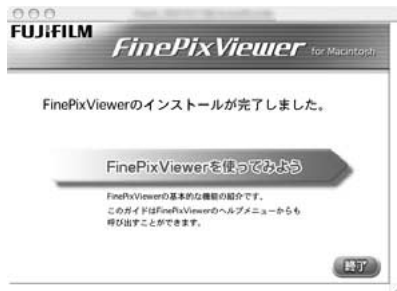 FUJIFILM
FinePixViewer for Macintosh
FinePixViewerのインストールが完了しました。
FinePixViewerを使ってみよう
FinePixViewerの基本的な機能の紹介です。
このガイドはFinePixViewerのヘルプメニューからも
呼び出すことができます。
終了